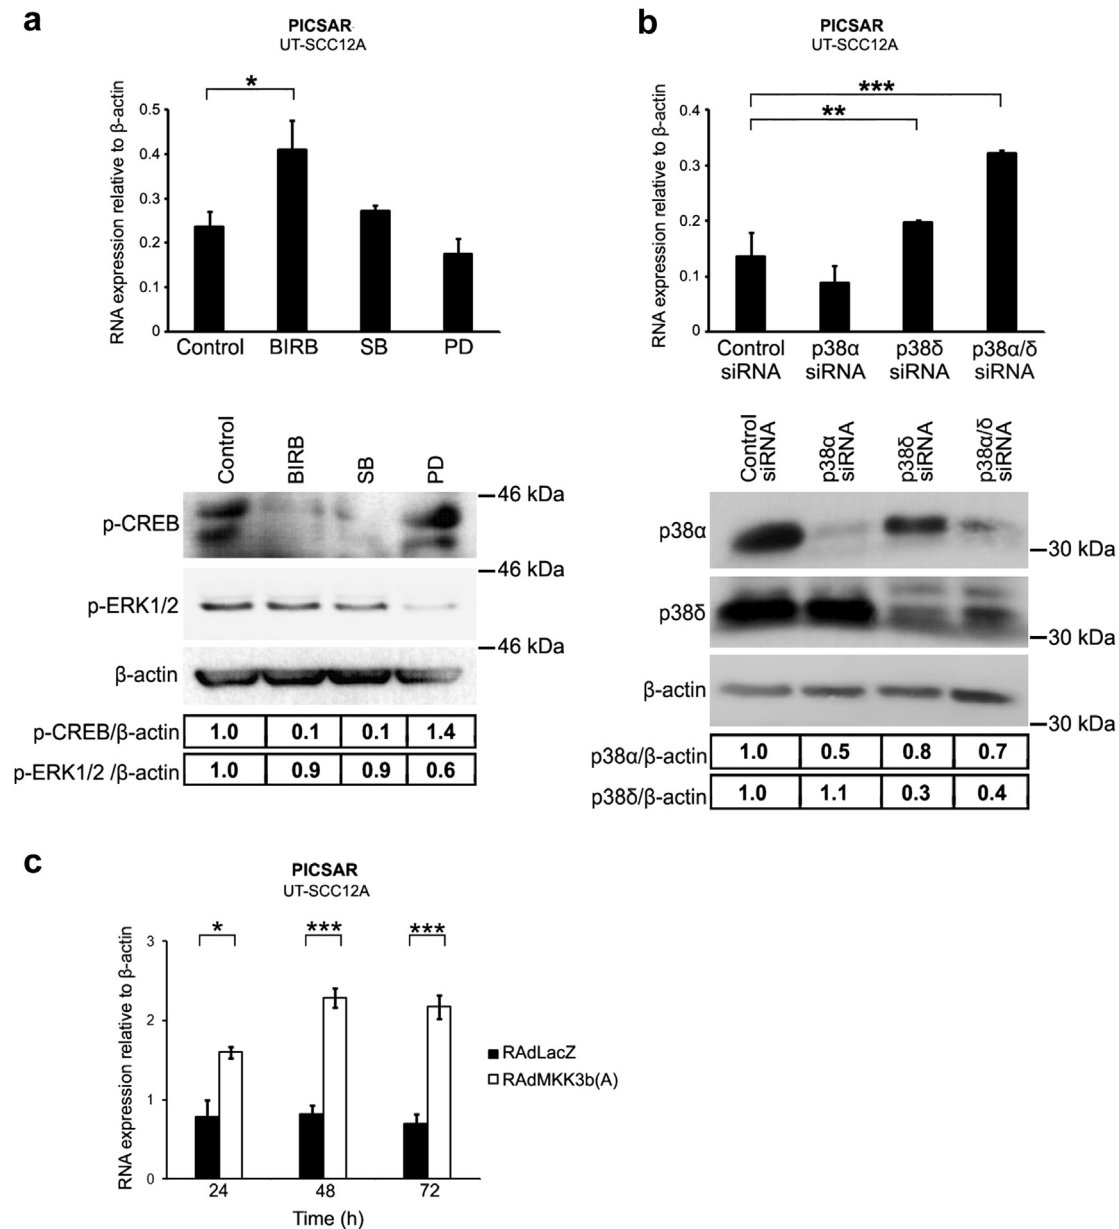 a
PICSAR
UT-SCC12A
RNA expression relative to β-actin
*
0.5
0.4
0.3
0.2
0.1
0
Control BIRB SB PD
Control BIRB SB PD
p-CREB
46 kDa
p-ERK1/2
46 kDa
β-actin
46 kDa
p-CREB/β-actin 1.0 0.1 0.1 1.4
p-ERK1/2 /β-actin 1.0 0.9 0.9 0.6
b
PICSAR
UT-SCC12A
RNA expression relative to β-actin
***
**
0.4
0.3
0.2
0.1
0
Control p38α p38δ p38α/δ
siRNA siRNA siRNA siRNA
Control p38α p38δ p38α/δ
siRNA siRNA siRNA siRNA
p38α
30 kDa
p38δ
30 kDa
β-actin
30 kDa
p38α/β-actin 1.0 0.5 0.8 0.7
p38δ/β-actin 1.0 1.1 0.3 0.4
c
PICSAR
UT-SCC12A
RNA expression relative to β-actin
* *** ***
3
2
1
0
24 48 72
Time (h)
RAdLacZ
RAdMKK3b(A)